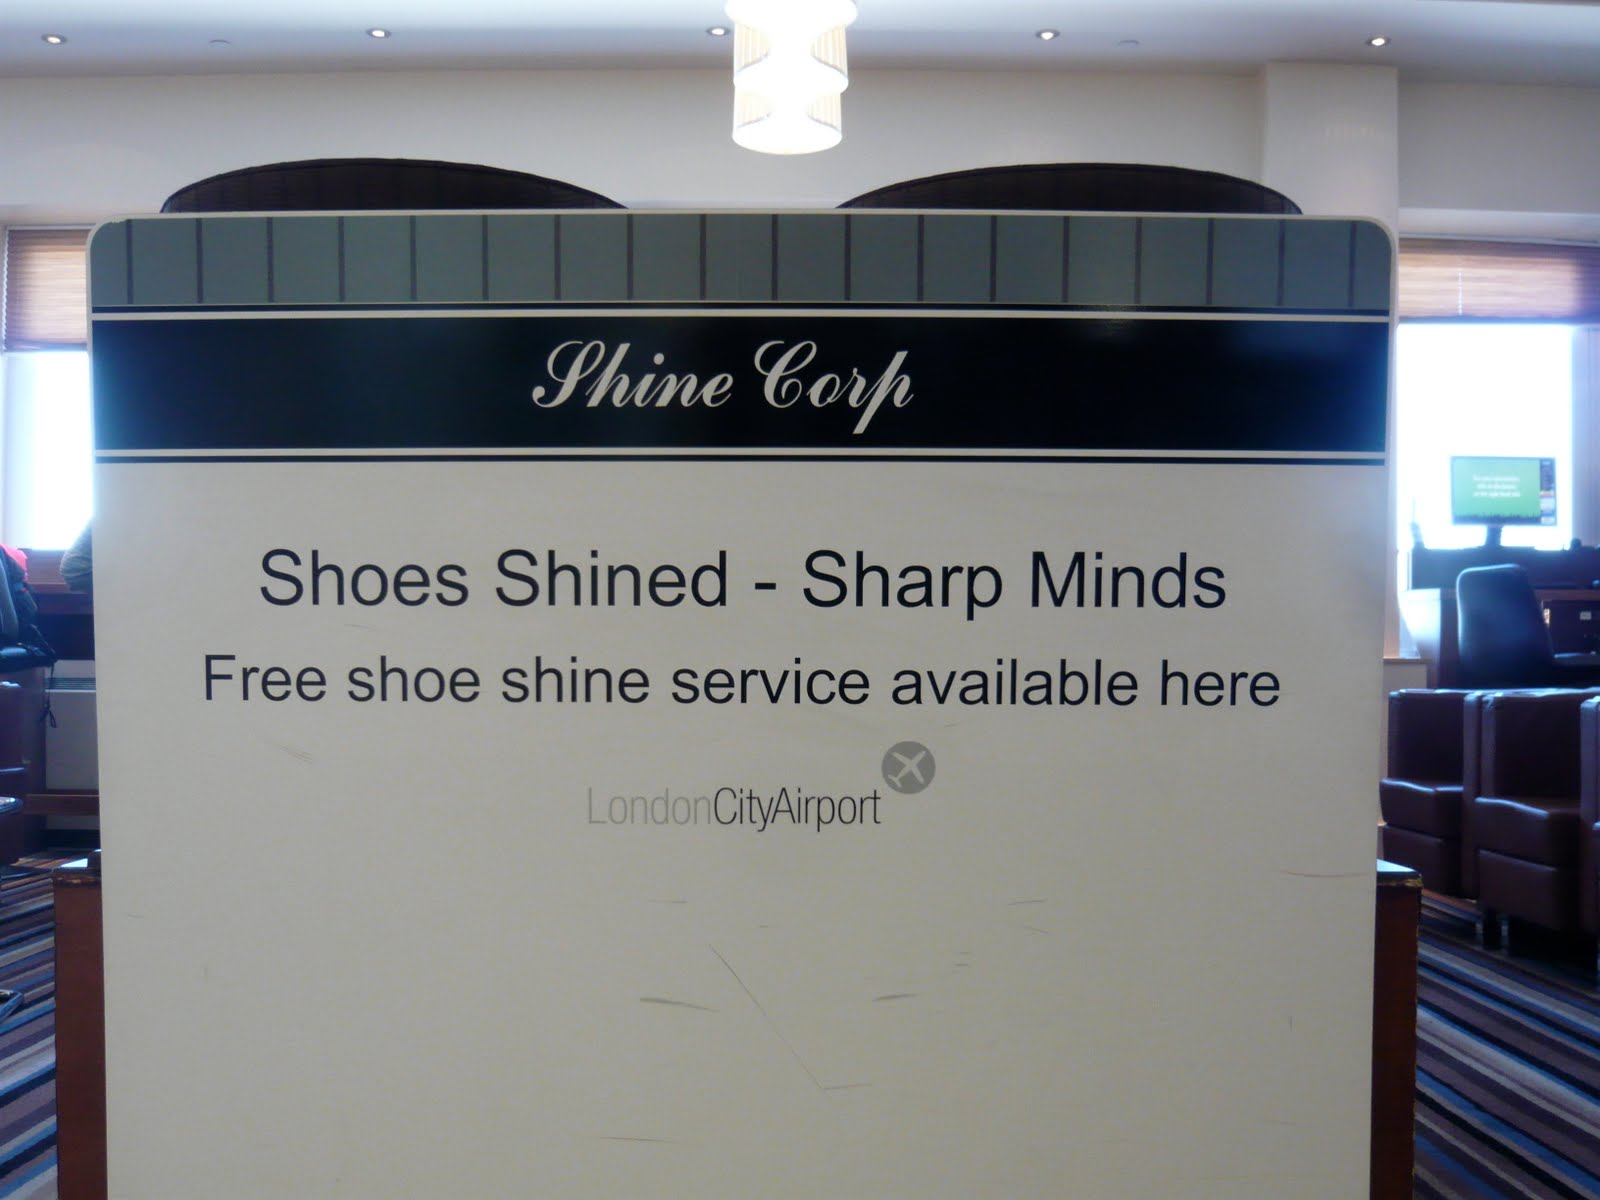 Shine Corp
Shoes Shined - Sharp Minds
Free shoe shine service available here
LondonCityAirport